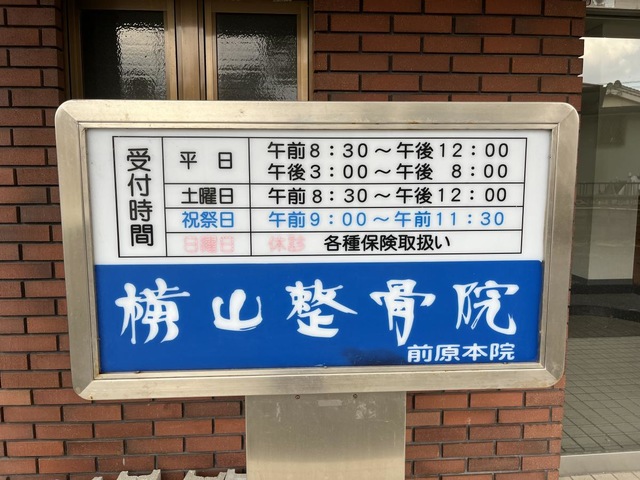 受付時間
平日 午前8:30～午後12:00
午後3:00～午後 8:00
土曜日 午前8:30～午後12:00
祝祭日 午前9:00～午前11:30
日曜日 休診 各種保険取扱い
横山整骨院
前原本院